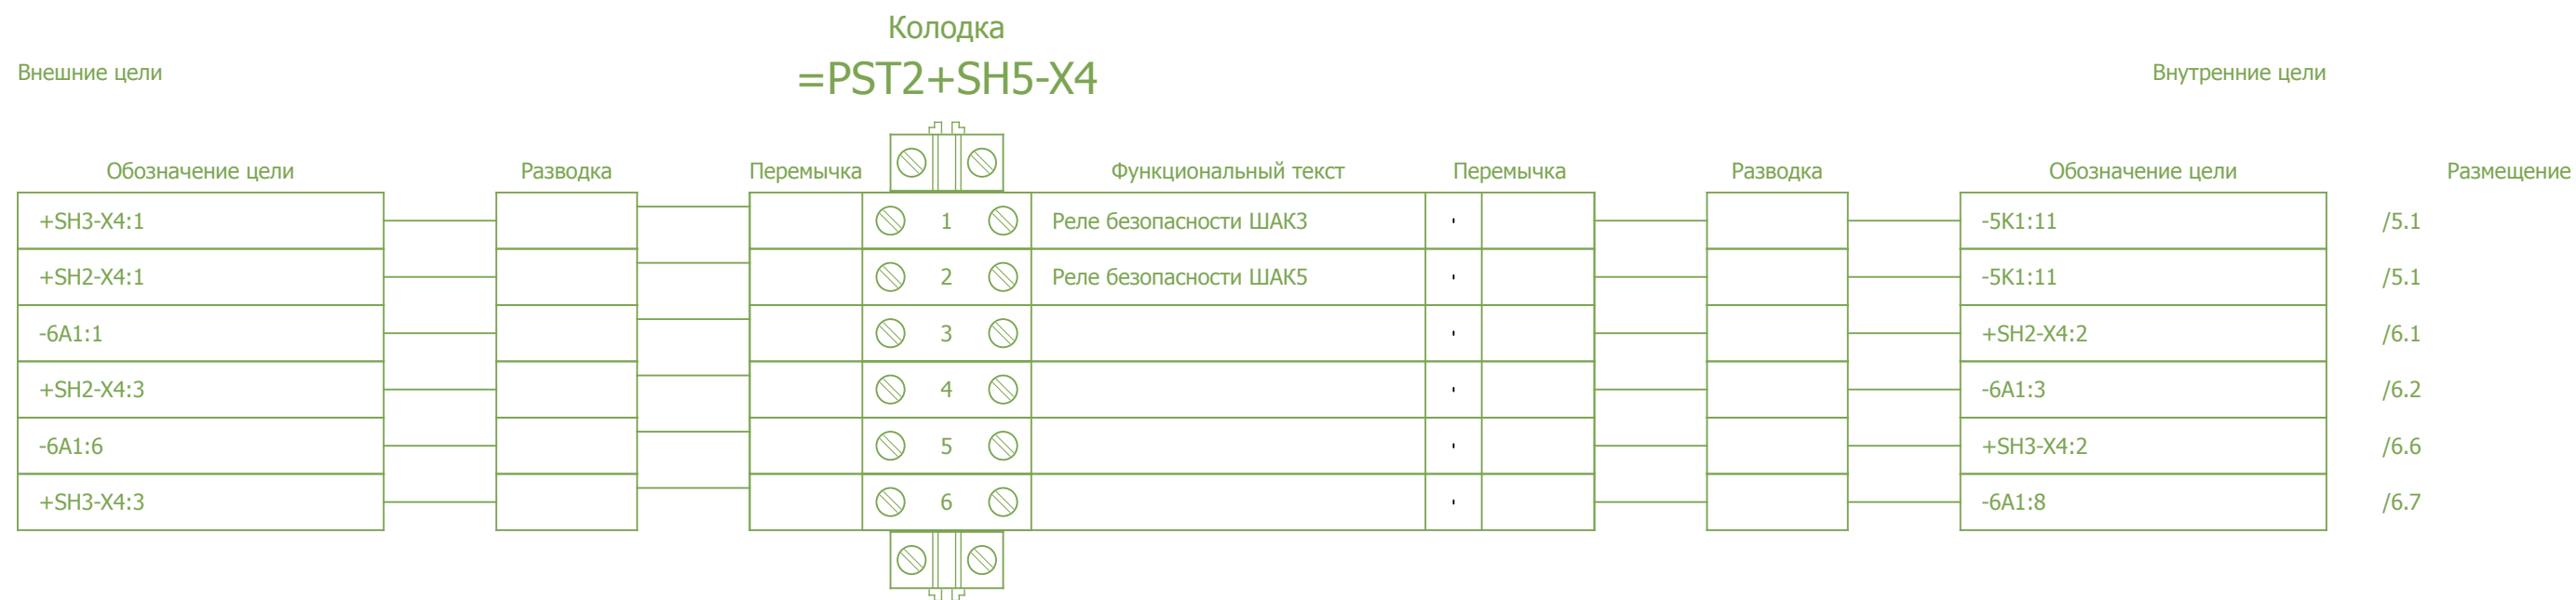 Колодка
Внешние цели =PST2+SH5-X4 Внутренние цели
Обозначение цели Разводка Перемычка Функциональный текст Перемычка Разводка Обозначение цели Размещение
+SH3-X4:1 1 Реле безопасности ШАК3 -5K1:11 /5.1
+SH2-X4:1 2 Реле безопасности ШАК5 -5K1:11 /5.1
-6A1:1 3 +SH2-X4:2 /6.1
+SH2-X4:3 4 -6A1:3 /6.2
-6A1:6 5 +SH3-X4:2 /6.6
+SH3-X4:3 6 -6A1:8 /6.7